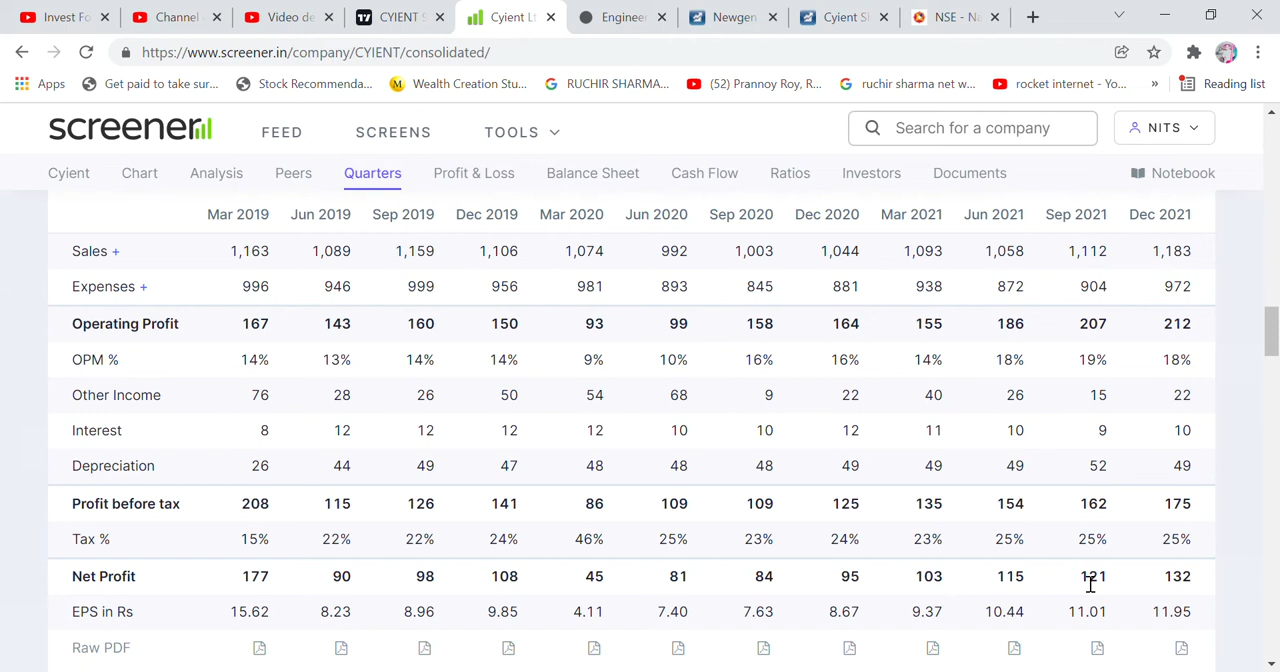 Invest Fo
Channel
Video de
CYIENT S
Cyient Lt
Engineer
Newgen
Cyient S
NSE - Na
https://www.screener.in/company/CYIENT/consolidated/
Apps
Get paid to take sur...
Stock Recommenda...
Wealth Creation Stu...
RUCHIR SHARMA...
(52) Prannoy Roy, R...
ruchir sharma net w...
rocket internet - Yo...
»
Reading list
screener
FEED
SCREENS
TOOLS
Search for a company
NITS
Cyient
Chart
Analysis
Peers
Quarters
Profit & Loss
Balance Sheet
Cash Flow
Ratios
Investors
Documents
Notebook
Mar 2019 Jun 2019 Sep 2019 Dec 2019 Mar 2020 Jun 2020 Sep 2020 Dec 2020 Mar 2021 Jun 2021 Sep 2021 Dec 2021
Sales + 1,163 1,089 1,159 1,106 1,074 992 1,003 1,044 1,093 1,058 1,112 1,183
Expenses + 996 946 999 956 981 893 845 881 938 872 904 972
Operating Profit 167 143 160 150 93 99 158 164 155 186 207 212
OPM % 14% 13% 14% 14% 9% 10% 16% 16% 14% 18% 19% 18%
Other Income 76 28 26 50 54 68 9 22 40 26 15 22
Interest 8 12 12 12 12 10 10 12 11 10 9 10
Depreciation 26 44 49 47 48 48 48 49 49 49 52 49
Profit before tax 208 115 126 141 86 109 109 125 135 154 162 175
Tax % 15% 22% 22% 24% 46% 25% 23% 24% 23% 25% 25% 25%
Net Profit 177 90 98 108 45 81 84 95 103 115 121 132
EPS in Rs 15.62 8.23 8.96 9.85 4.11 7.40 7.63 8.67 9.37 10.44 11.01 11.95
Raw PDF